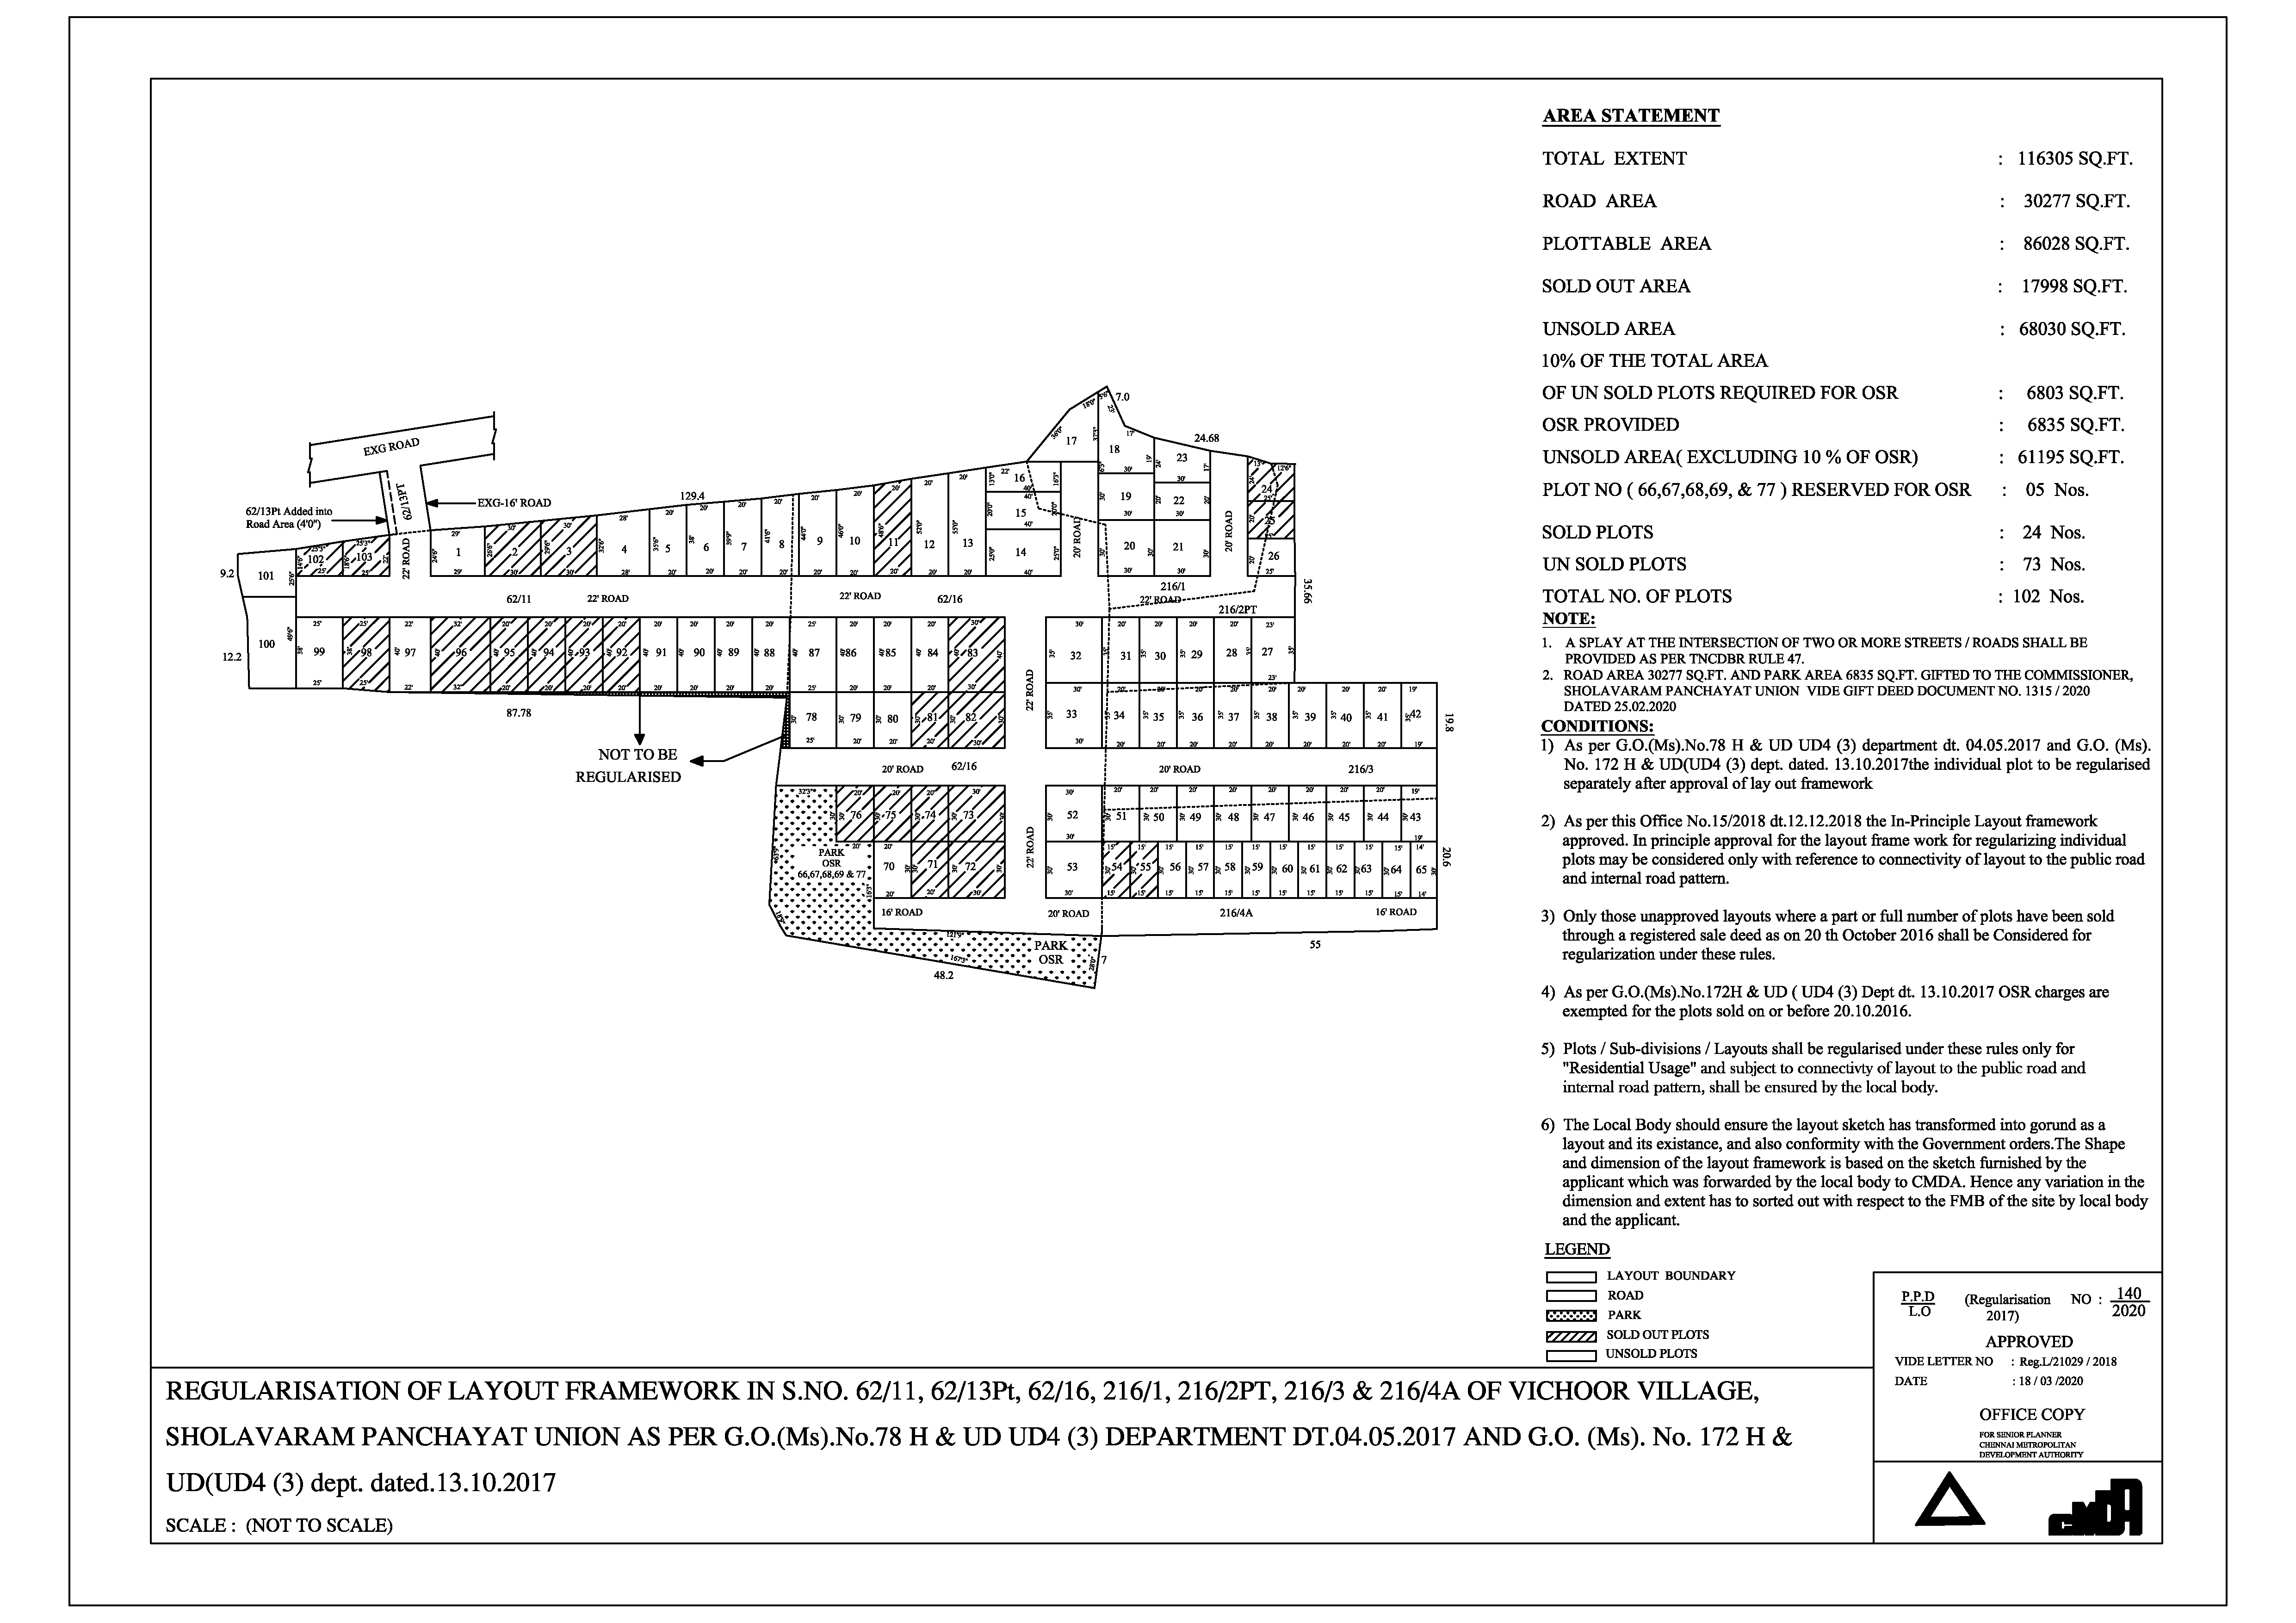 AREA STATEMENT
TOTAL EXTENT : 116305 SQ.FT.
ROAD AREA : 30277 SQ.FT.
PLOTTABLE AREA : 86028 SQ.FT.
SOLD OUT AREA : 17998 SQ.FT.
UNSOLD AREA : 68030 SQ.FT.
10% OF THE TOTAL AREA
OF UN SOLD PLOTS REQUIRED FOR OSR : 6803 SQ.FT.
OSR PROVIDED : 6835 SQ.FT.
UNSOLD AREA( EXCLUDING 10 % OF OSR) : 61195 SQ.FT.
PLOT NO ( 66,67,68,69, & 77 ) RESERVED FOR OSR : 05 Nos.
SOLD PLOTS : 24 Nos.
UN SOLD PLOTS : 73 Nos.
TOTAL NO. OF PLOTS : 102 Nos.
NOTE:
1. A SPLAY AT THE INTERSECTION OF TWO OR MORE STREETS / ROADS SHALL BE
PROVIDED AS PER TNCDBR RULE 47.
2. ROAD AREA 30277 SQ.FT. AND PARK AREA 6835 SQ.FT. GIFTED TO THE COMMISSIONER,
SHOLAVARAM PANCHAYAT UNION VIDE GIFT DEED DOCUMENT NO. 1315 / 2020
DATED 25.02.2020
CONDITIONS:
1) As per G.O.(Ms).No.78 H & UD UD4 (3) department dt. 04.05.2017 and G.O. (Ms).
No. 172 H & UD(UD4 (3) dept. dated. 13.10.2017the individual plot to be regularised
separately after approval of lay out framework
2) As per this Office No.15/2018 dt.12.12.2018 the In-Principle Layout framework
approved. In principle approval for the layout frame work for regularizing individual
plots may be considered only with reference to connectivity of layout to the public road
and internal road pattern.
3) Only those unapproved layouts where a part or full number of plots have been sold
through a registered sale deed as on 20 th October 2016 shall be Considered for
regularization under these rules.
4) As per G.O.(Ms).No.172H & UD ( UD4 (3) Dept dt. 13.10.2017 OSR charges are
exempted for the plots sold on or before 20.10.2016.
5) Plots / Sub-divisions / Layouts shall be regularised under these rules only for
"Residential Usage" and subject to connectivty of layout to the public road and
internal road pattern, shall be ensured by the local body.
6) The Local Body should ensure the layout sketch has transformed into gorund as a
layout and its existance, and also conformity with the Government orders.The Shape
and dimension of the layout framework is based on the sketch furnished by the
applicant which was forwarded by the local body to CMDA. Hence any variation in the
dimension and extent has to sorted out with respect to the FMB of the site by local body
and the applicant.
LEGEND
LAYOUT BOUNDARY
ROAD
PARK
SOLD OUT PLOTS
UNSOLD PLOTS
EXG ROAD
62/13PT
EXG-16' ROAD
62/13Pt Added into
Road Area (4'0")
129.4
7.0
24.68
9.2
12.2
35.66
101 102 103 22' ROAD 1 2 3 4 5 6 7 8 9 10 11 12 13
14 15 16 17 18 19 20 21 22 23 24 25 26
20' ROAD
20' ROAD
62/11 22' ROAD 22' ROAD 62/16 216/1
22' ROAD
216/2PT
100 99 98 97 96 95 94 93 92 91 90 89 88 87 86 85 84 83 32 31 30 29 28 27
87.78
22' ROAD
78 79 80 81 82 33 34 35 36 37 38 39 40 41 42
19.8
NOT TO BE
REGULARISED
20' ROAD 62/16 20' ROAD 216/3
76 75 74 73 52 51 50 49 48 47 46 45 44 43
22' ROAD
PARK
OSR
66,67,68,69 & 77
70 71 72 53 54 55 56 57 58 59 60 61 62 63 64 65
20.6
16' ROAD 20' ROAD 216/4A 16' ROAD
PARK
OSR
7
55
48.2
REGULARISATION OF LAYOUT FRAMEWORK IN S.NO. 62/11, 62/13Pt, 62/16, 216/1, 216/2PT, 216/3 & 216/4A OF VICHOOR VILLAGE,
SHOLAVARAM PANCHAYAT UNION AS PER G.O.(Ms).No.78 H & UD UD4 (3) DEPARTMENT DT.04.05.2017 AND G.O. (Ms). No. 172 H &
UD(UD4 (3) dept. dated.13.10.2017
SCALE : (NOT TO SCALE)
P.P.D
L.O
(Regularisation
2017)
NO : 140
2020
APPROVED
VIDE LETTER NO : Reg.L/21029 / 2018
DATE : 18 / 03 /2020
OFFICE COPY
FOR SENIOR PLANNER
CHENNAI METROPOLITAN
DEVELOPMENT AUTHORITY
CMDA